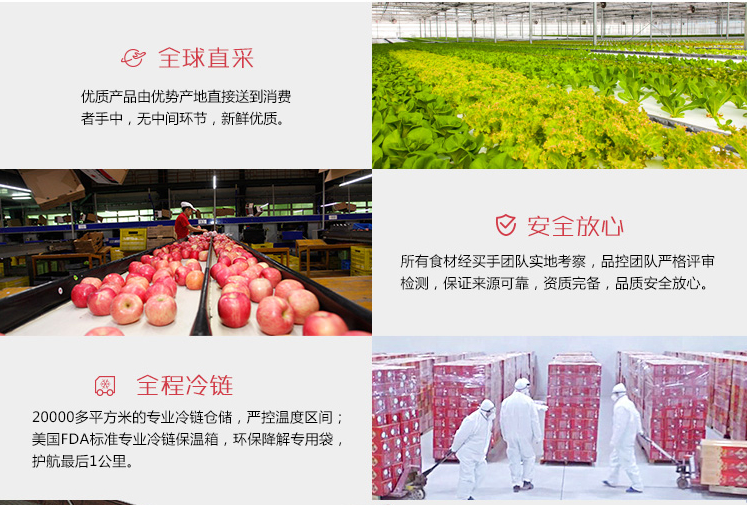 全球直采
优质产品由优势产地直接送到消费
者手中，无中间环节，新鲜优质。
安全放心
所有食材经买手团队实地考察，品控团队严格评审
检测，保证来源可靠，资质完备，品质安全放心。
全程冷链
20000多平方米的专业冷链仓储，严控温度区间；
美国FDA标准专业冷链保温箱，环保降解专用袋，
护航最后1公里。